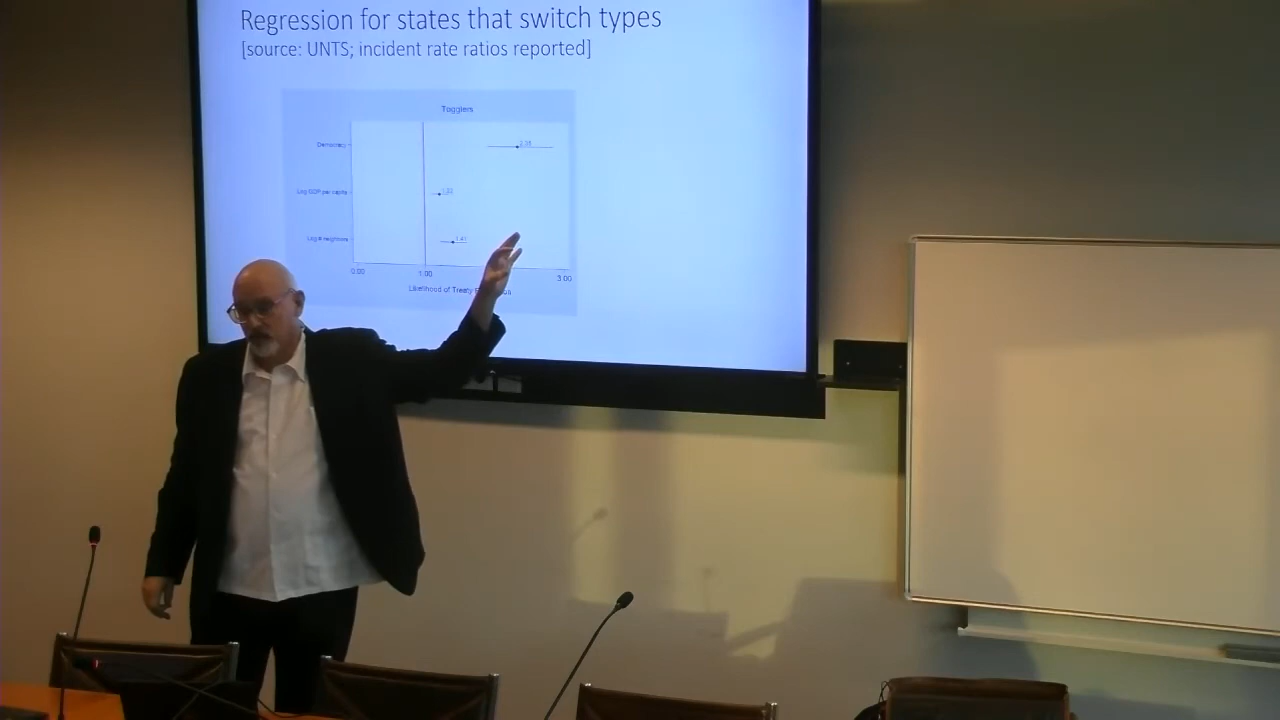 Regression for states that switch types
[source: UNTS; incident rate ratios reported]
Togglers
Democracy
Log GDP per capita
Log # neighbors
0.00
1.00
3.00
Likelihood of Treaty